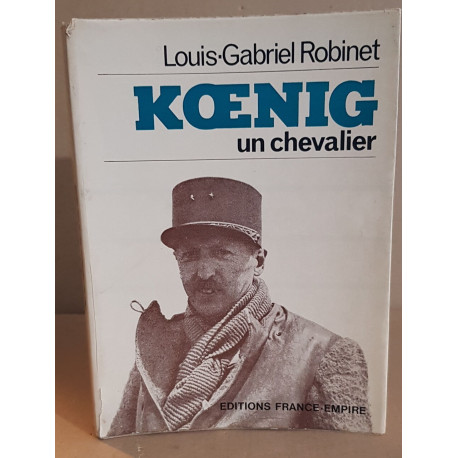 Louis-Gabriel Robinet
KŒNIG
un chevalier
EDITIONS FRANCE-EMPIRE